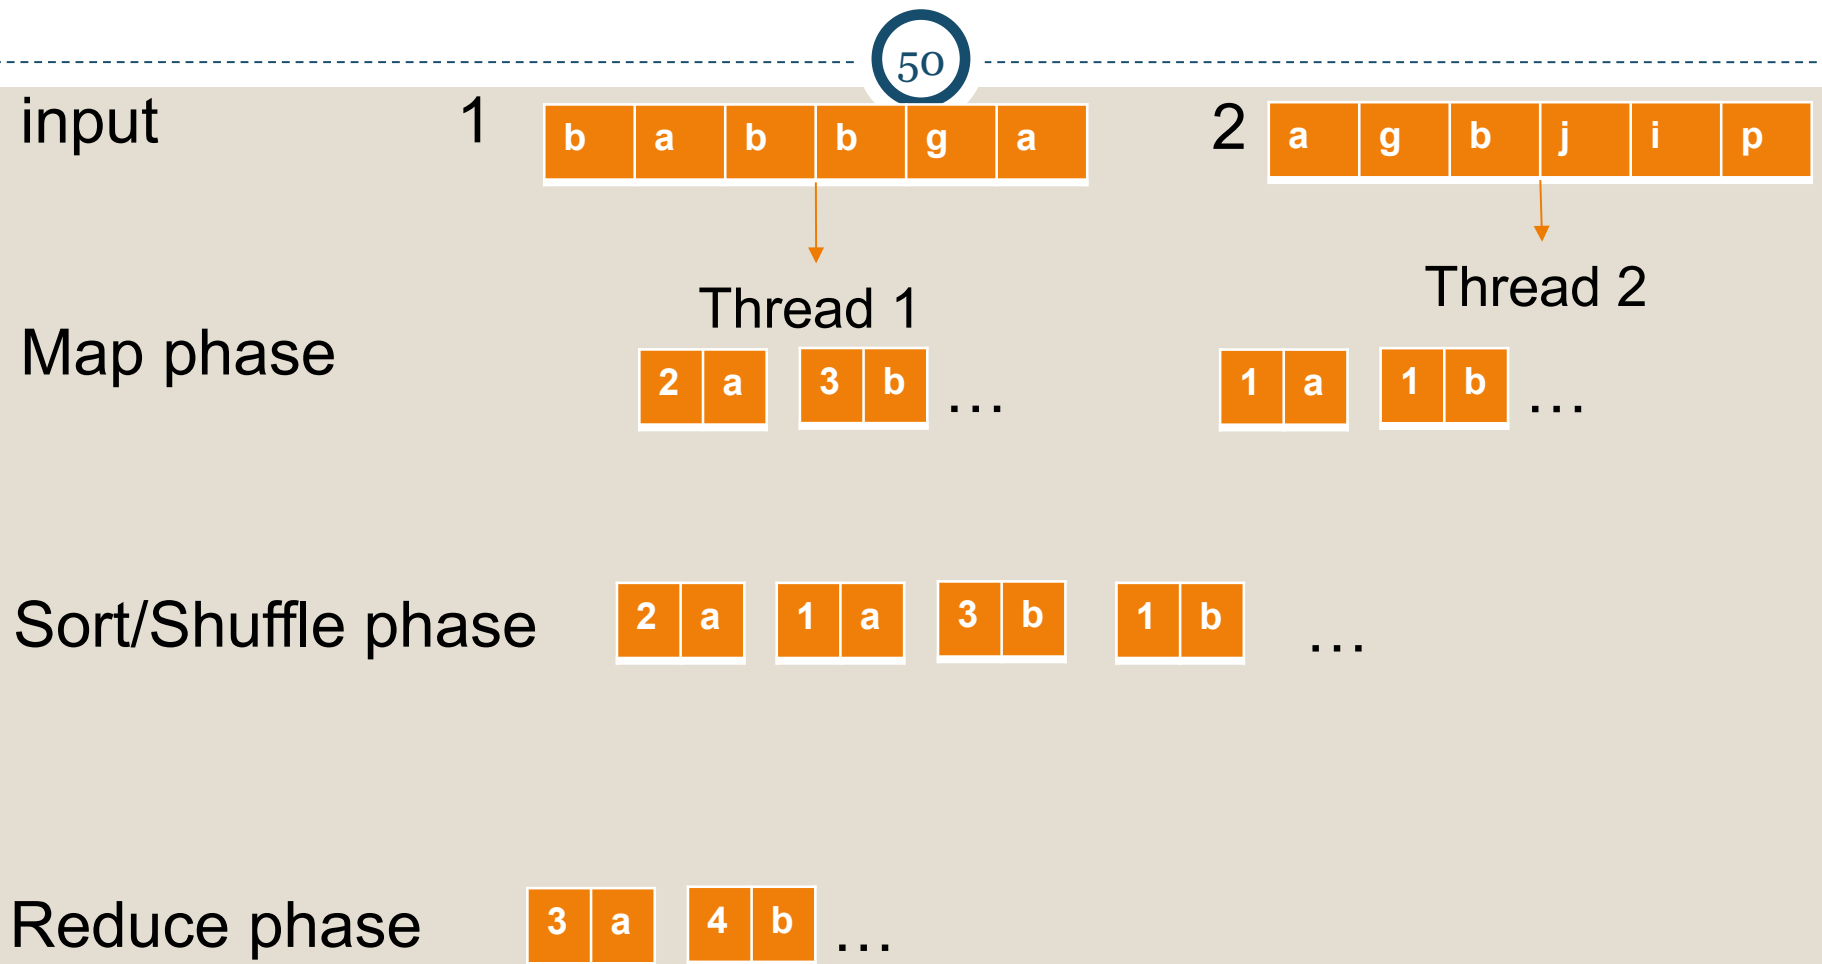 50
input 1 b a b b g a 2 a g b j i p
Thread 1 Thread 2
Map phase 2 a 3 b … 1 a 1 b …
Sort/Shuffle phase 2 a 1 a 3 b 1 b …
Reduce phase 3 a 4 b …